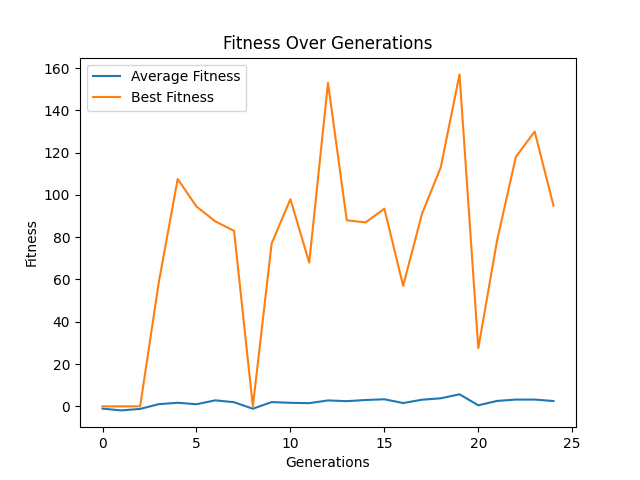 Fitness Over Generations
Average Fitness
Best Fitness
160
140
120
100
80
60
40
20
0
Fitness
0 5 10 15 20 25
Generations